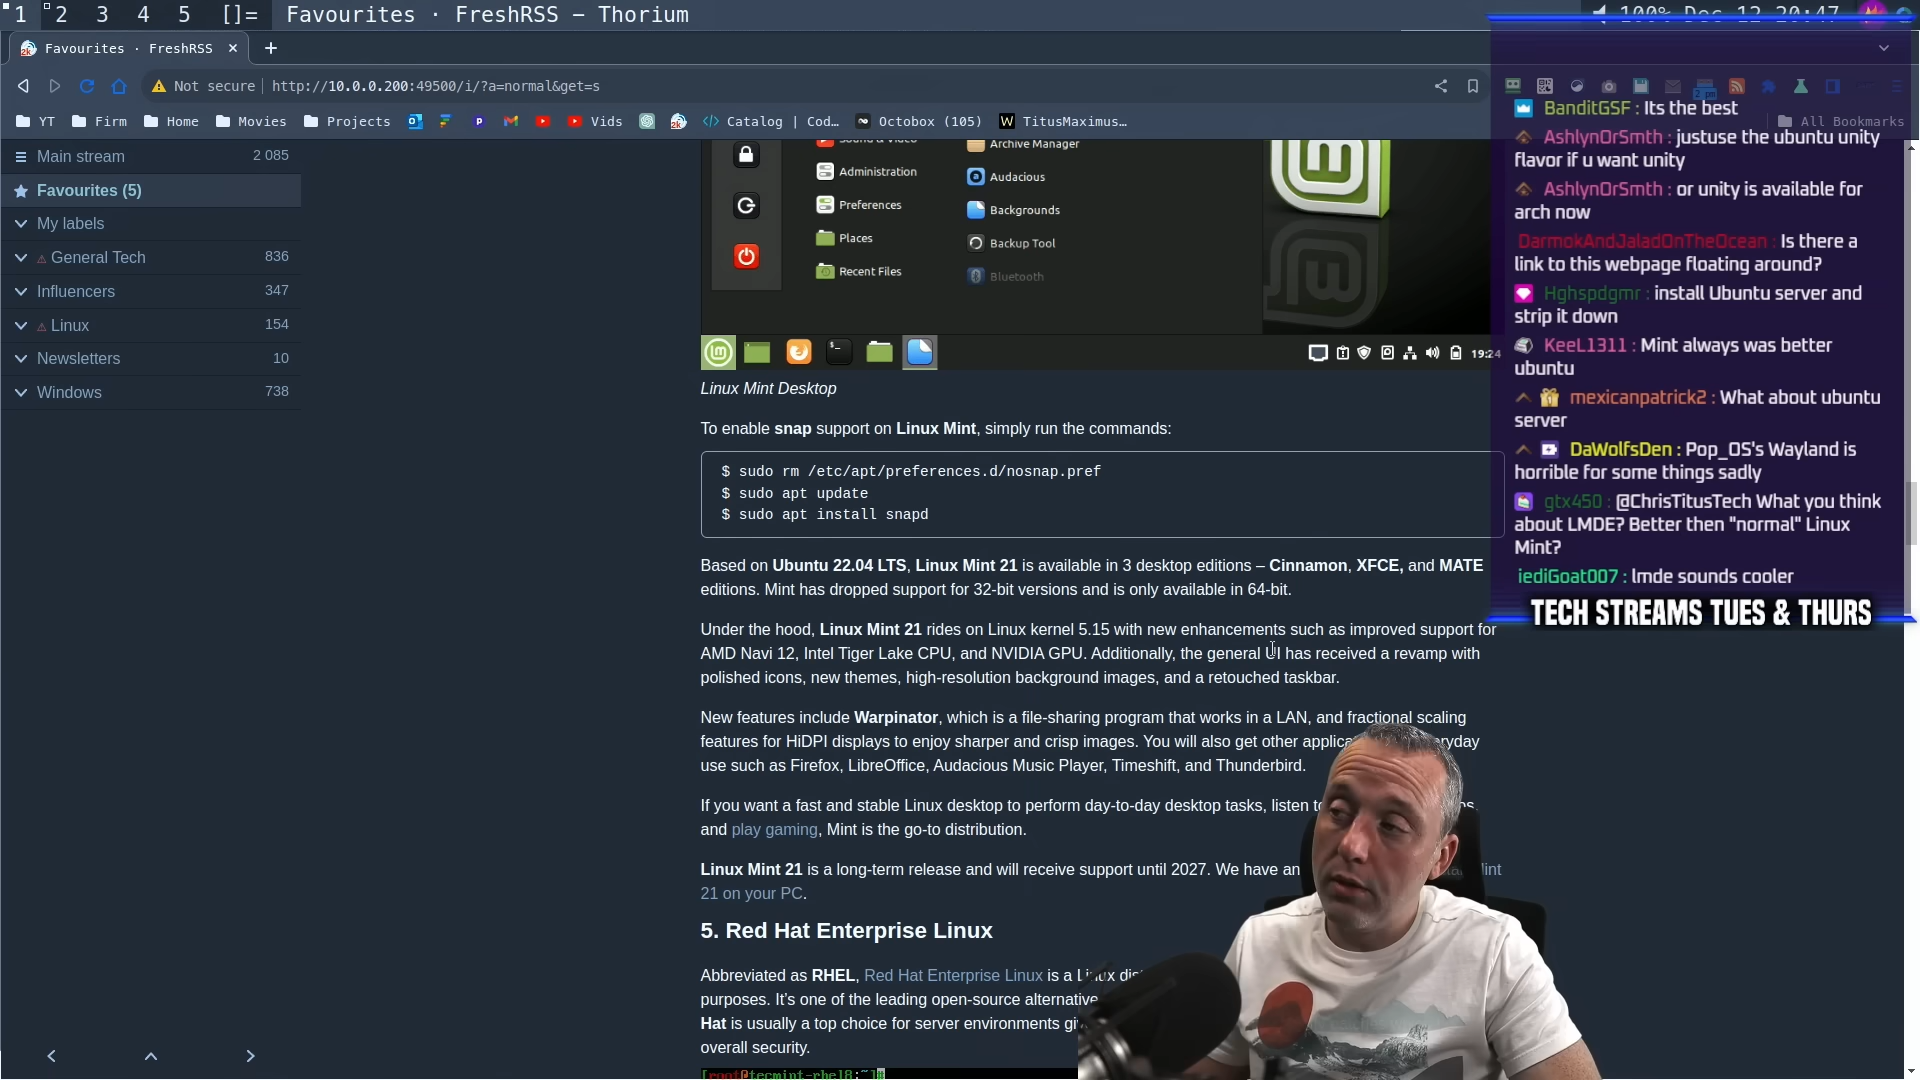 1 2 3 4 5 []= Favourites · FreshRSS – Thorium
100% Dec 12 20:47
Favourites · FreshRSS
Not secure http://10.0.0.200:49500/i/?a=normal&get=s
YT Firm Home Movies Projects Vids Catalog | Cod... Octobox (105) TitusMaximus... All Bookmarks
Main stream 2 085
Favourites (5)
My labels
General Tech 836
Influencers 347
Linux 154
Newsletters 10
Windows 738
Administration
Preferences
Places
Recent Files
Archive Manager
Audacious
Backgrounds
Backup Tool
Bluetooth
19:24
Linux Mint Desktop
To enable snap support on Linux Mint, simply run the commands:
$ sudo rm /etc/apt/preferences.d/nosnap.pref
$ sudo apt update
$ sudo apt install snapd
Based on Ubuntu 22.04 LTS, Linux Mint 21 is available in 3 desktop editions – Cinnamon, XFCE, and MATE
editions. Mint has dropped support for 32-bit versions and is only available in 64-bit.
Under the hood, Linux Mint 21 rides on Linux kernel 5.15 with new enhancements such as improved support for
AMD Navi 12, Intel Tiger Lake CPU, and NVIDIA GPU. Additionally, the general UI has received a revamp with
polished icons, new themes, high-resolution background images, and a retouched taskbar.
New features include Warpinator, which is a file-sharing program that works in a LAN, and fractional scaling
features for HiDPI displays to enjoy sharper and crisp images. You will also get other
use such as Firefox, LibreOffice, Audacious Music Player, Timeshift, and Thunderbird.
If you want a fast and stable Linux desktop to perform day-to-day desktop tasks, listen
and play gaming, Mint is the go-to distribution.
Linux Mint 21 is a long-term release and will receive support until 2027. We have
21 on your PC.
5. Red Hat Enterprise Linux
Abbreviated as RHEL, Red Hat Enterprise Linux is a
purposes. It's one of the leading open-source
Hat is usually a top choice for server environments
overall security.
[root@tecmint-rhel8:~]#
BanditGSF : Its the best
AshlynOrSmth : justuse the ubuntu unity
flavor if u want unity
AshlynOrSmth : or unity is available for
arch now
DarmokAndJaladOnTheOcean : Is there a
link to this webpage floating around?
Hghspdgmr : install Ubuntu server and
strip it down
KeeL1311 : Mint always was better
ubuntu
mexicanpatrick2 : What about ubuntu
server
DaWolfsDen : Pop_OS's Wayland is
horrible for some things sadly
gtx450 : @ChrisTitusTech What you think
about LMDE? Better then "normal" Linux
Mint?
iediGoat007 : lmde sounds cooler
TECH STREAMS TUES & THURS